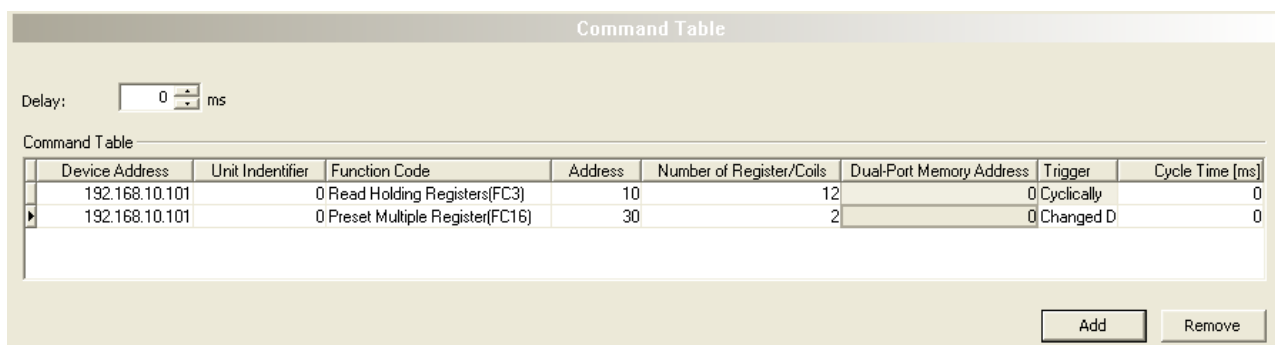 Command Table
Delay: 0 ms
Command Table
Device Address Unit Indentifier Function Code Address Number of Register/Coils Dual-Port Memory Address Trigger Cycle Time [ms]
192.168.10.101 0 Read Holding Registers(FC3) 10 12 0 Cyclically 0
192.168.10.101 0 Preset Multiple Register(FC16) 30 2 0 Changed D 0
Add Remove